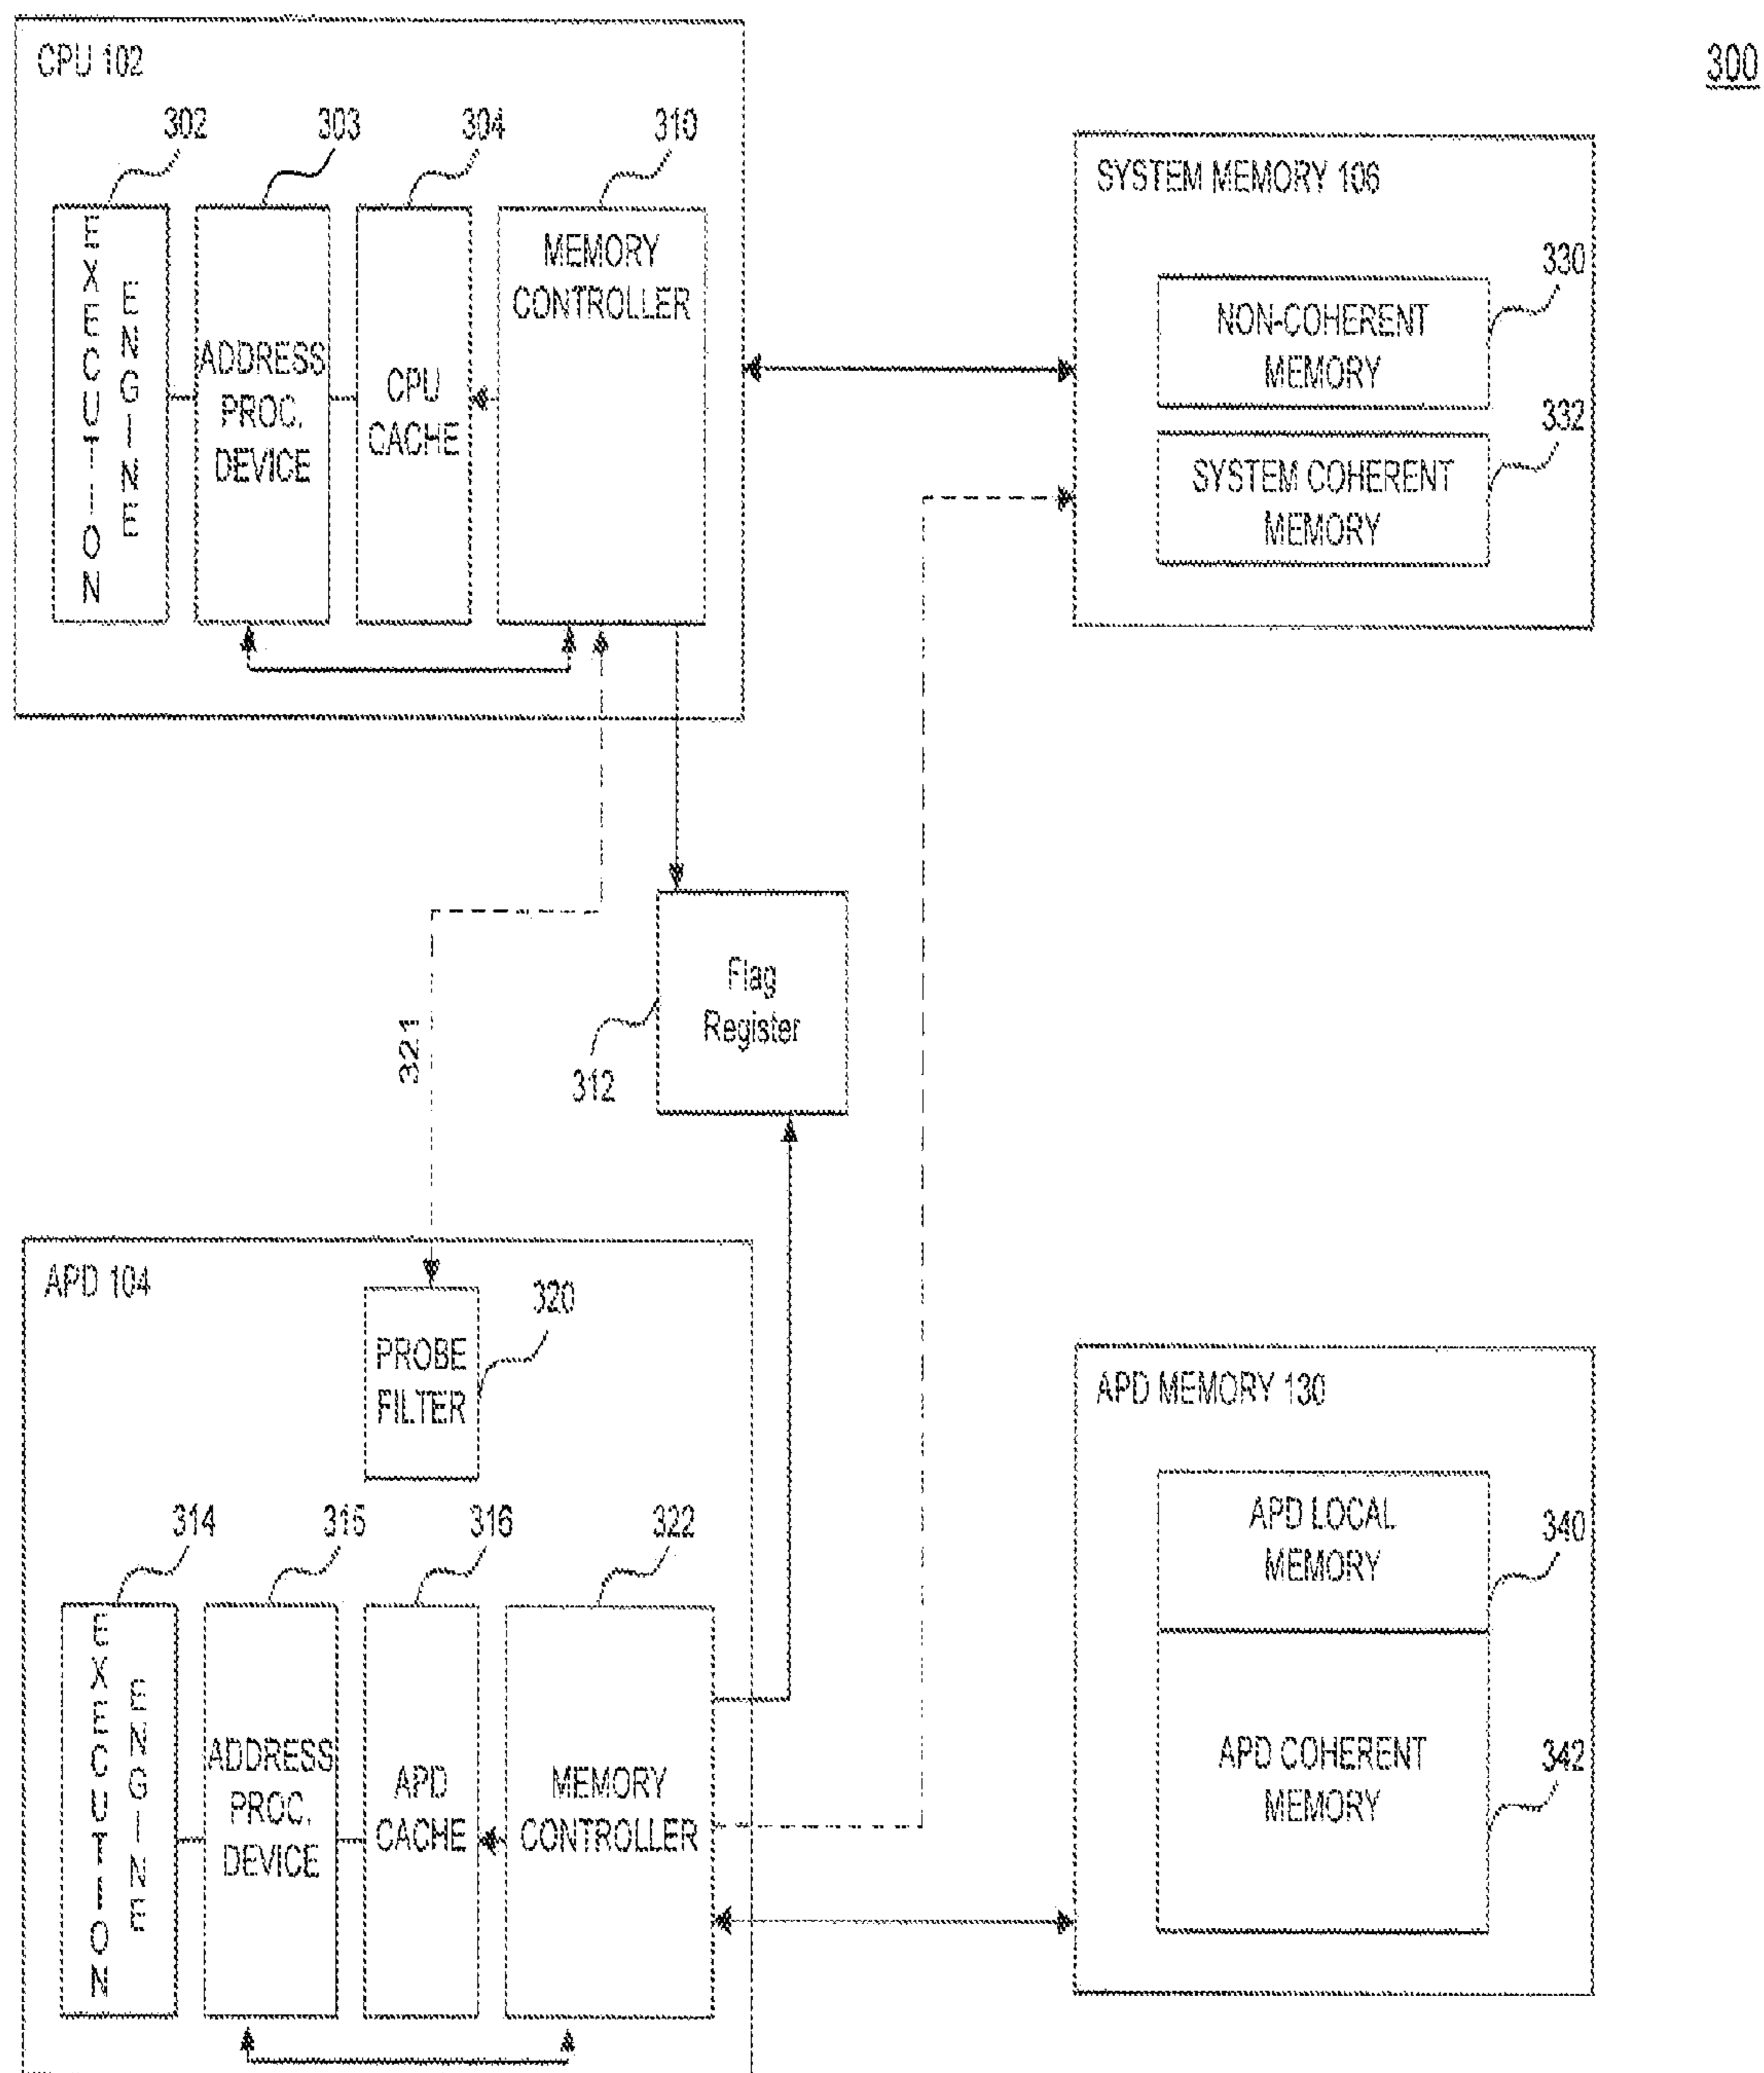 300
CPU 102
302
303
304
310
EXECUTION
ENGINE
ADDRESS
PROC.
DEVICE
CPU
CACHE
MEMORY
CONTROLLER
SYSTEM MEMORY 106
NON-COHERENT
MEMORY
330
SYSTEM COHERENT
MEMORY
332
321
Flag
Register
312
APD 104
PROBE
FILTER
320
314
315
316
322
EXECUTION
ENGINE
ADDRESS
PROC.
DEVICE
APD
CACHE
MEMORY
CONTROLLER
APD MEMORY 130
APD LOCAL
MEMORY
340
APD COHERENT
MEMORY
342